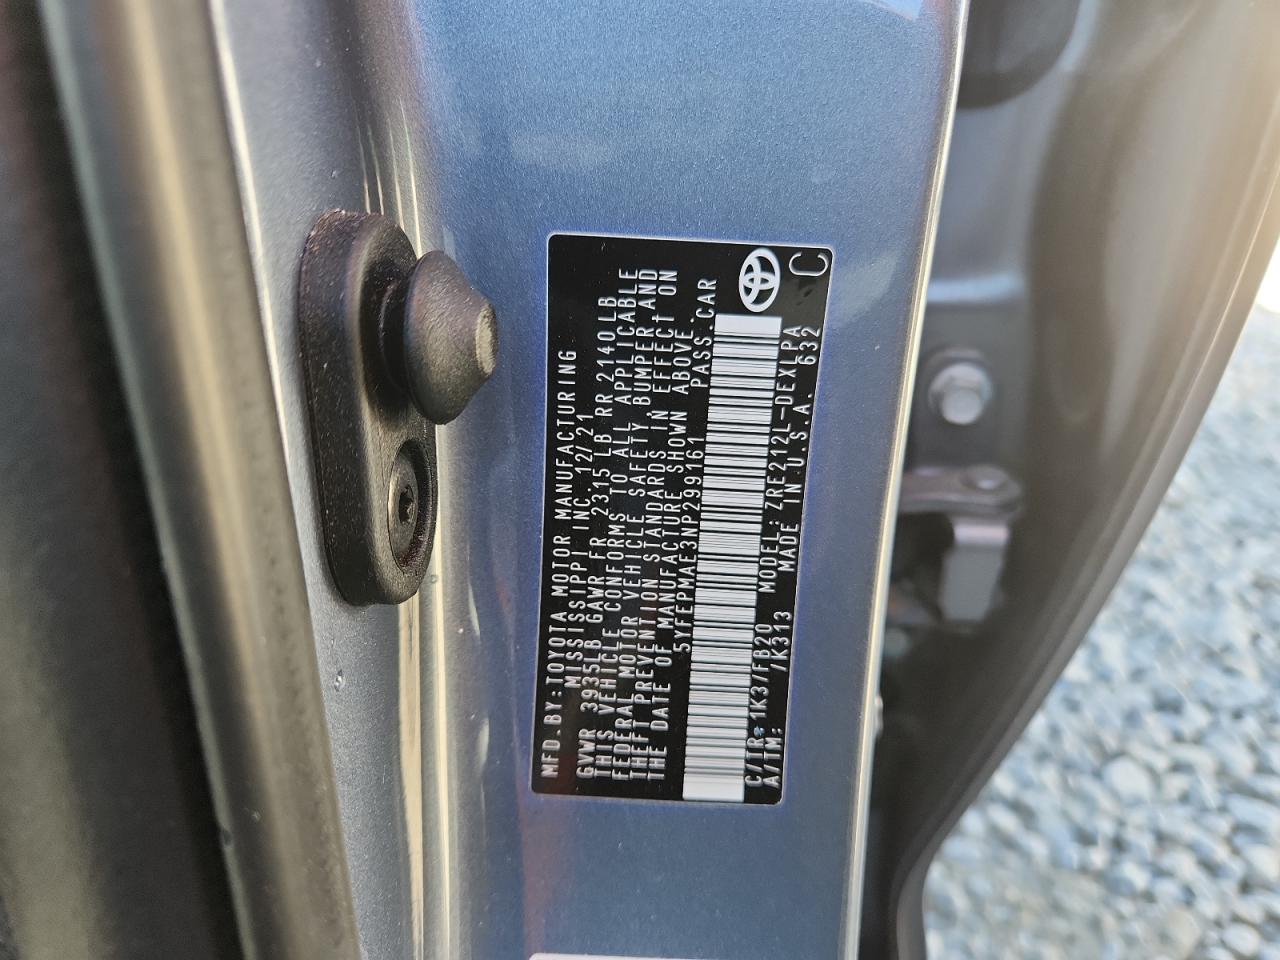 MFD.BY:TOYOTA MOTOR MANUFACTURING
MISSISSIPPI INC. 12/21
GVWR 3935LB GAWR FR 2315 LB RR 2140 LB
THIS VEHICLE CONFORMS TO ALL APPLICABLE
FEDERAL MOTOR VEHICLE SAFETY, BUMPER AND
THEFT PREVENTION STANDARDS IN EFFECT ON
THE DATE OF MANUFACTURE SHOWN ABOVE.
5YFEPMAE3NP299161 PASS.CAR
C/TR: 1K3/FB20 MODEL: ZRE212L-DEXLPA
A/TM: /K313 MADE IN U.S.A. 632
C